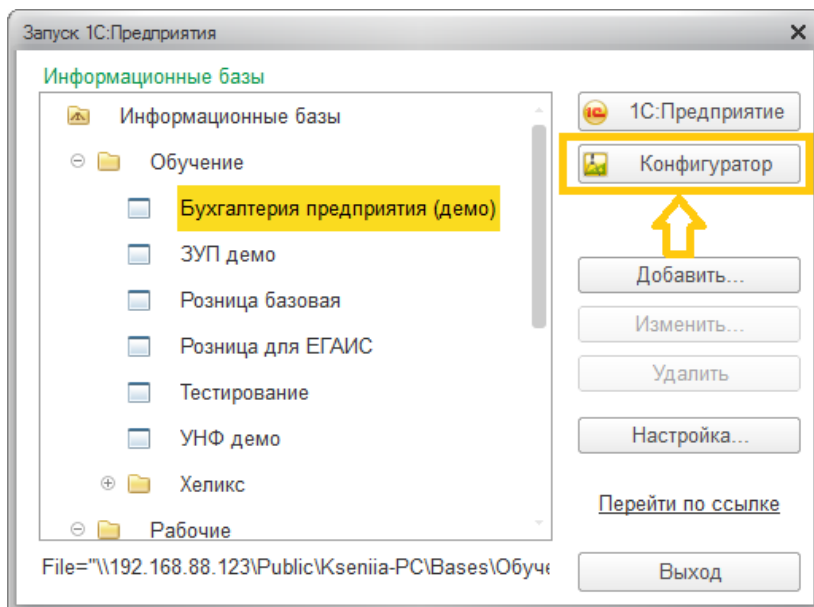 Запуск 1С:Предприятия
Информационные базы
Информационные базы
Обучение
Бухгалтерия предприятия (демо)
ЗУП демо
Розница базовая
Розница для ЕГАИС
Тестирование
УНФ демо
Хеликс
Рабочие
File="\\192.168.88.123\Public\Kseniia-PC\Bases\Обуче
1С:Предприятие
Конфигуратор
Добавить...
Изменить...
Удалить
Настройка...
Перейти по ссылке
Выход